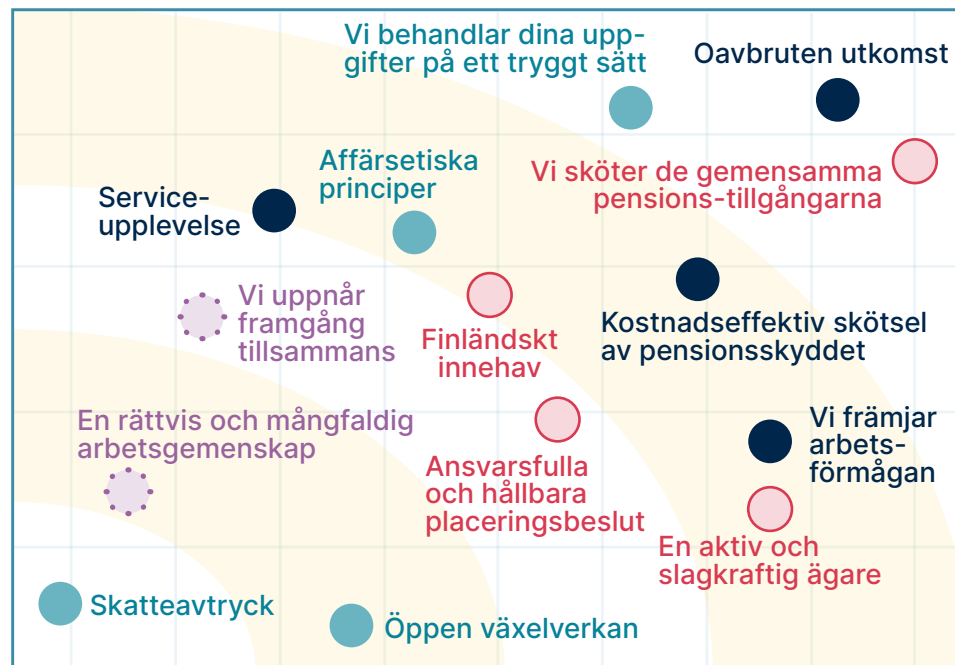 Vi behandlar dina upp-
gifter på ett tryggt sätt
Oavbruten utkomst
Affärsetiska
principer
Vi sköter de gemensamma
pensions-tillgångarna
Service-
upplevelse
Vi uppnår
framgång
tillsammans
Finländskt
innehav
Kostnadseffektiv skötsel
av pensionsskyddet
En rättvis och mångfaldig
arbetsgemenskap
Ansvarsfulla
och hållbara
placeringsbeslut
Vi främjar
arbets-
förmågan
En aktiv och
slagkraftig ägare
Skatteavtryck
Öppen växelverkan